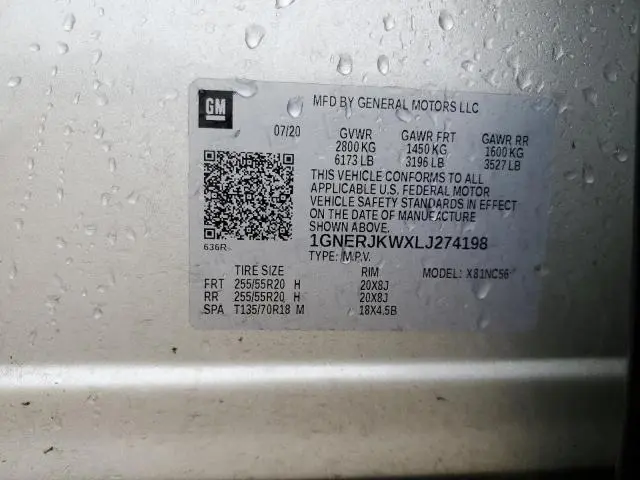 GM
MFD BY GENERAL MOTORS LLC
07/20 GVWR GAWR FRT GAWR RR
2800 KG 1450 KG 1600 KG
6173 LB 3196 LB 3527 LB
THIS VEHICLE CONFORMS TO ALL
APPLICABLE U.S. FEDERAL MOTOR
VEHICLE SAFETY STANDARDS IN EFFECT
ON THE DATE OF MANUFACTURE
SHOWN ABOVE.
636R 1GNERJKWXLJ274198
TYPE: M.P.V.
TIRE SIZE RIM MODEL: X81NC56
FRT 255/55R20 H 20X8J
RR 255/55R20 H 20X8J
SPA T135/70R18 M 18X4.5B